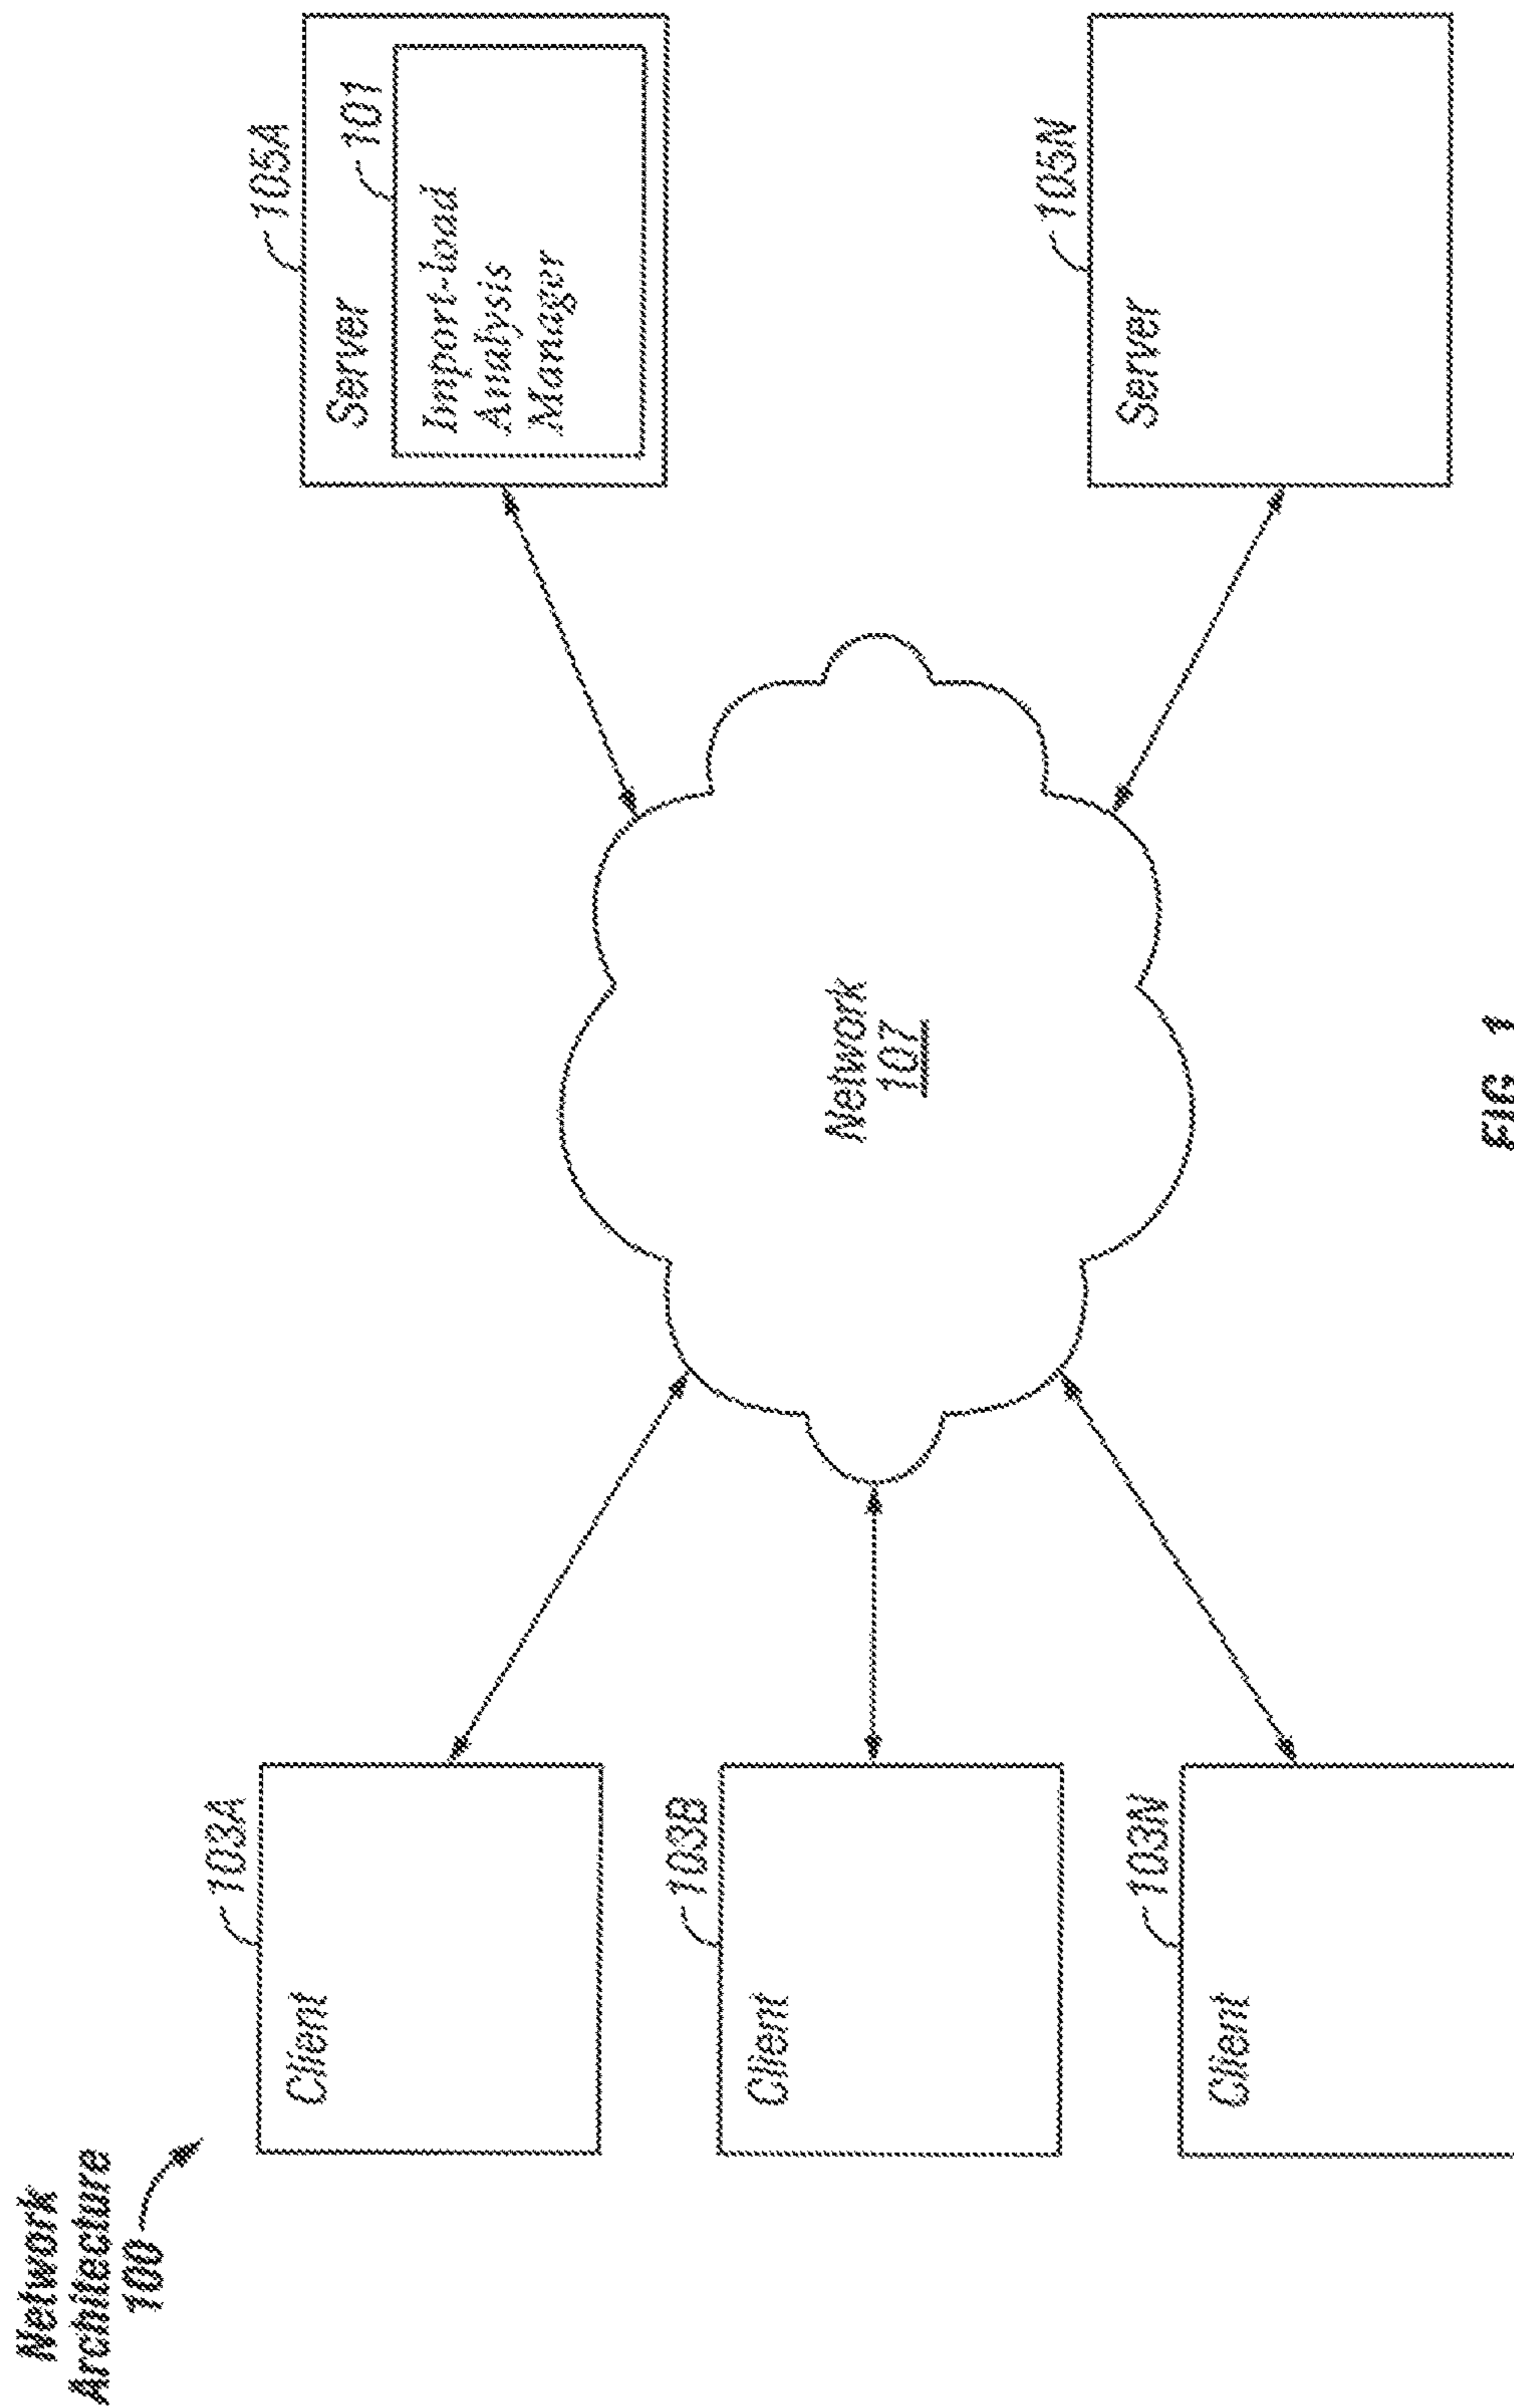 Network
Architecture
100
103A
Client
103B
Client
103N
Client
Network
107
105A
Server
101
Import-load
Analysis
Manager
105N
Server
FIG. 1